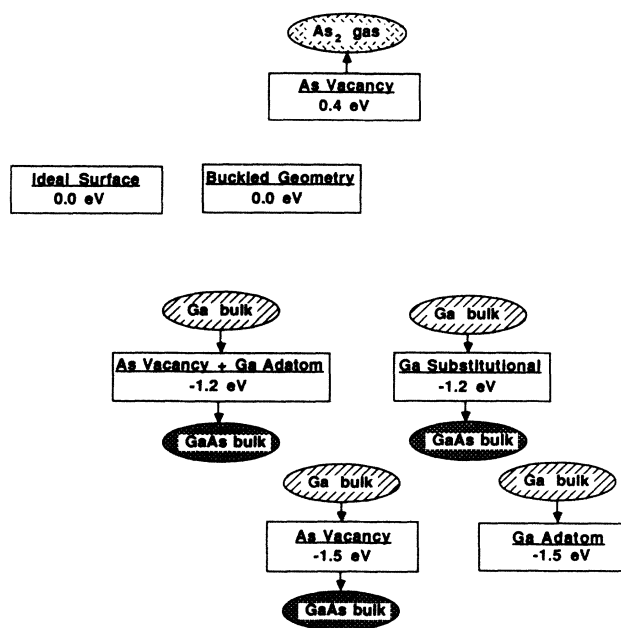 As₂ gas
As Vacancy
0.4 eV
Ideal Surface
0.0 eV
Buckled Geometry
0.0 eV
Ga bulk
As Vacancy + Ga Adatom
-1.2 eV
GaAs bulk
Ga bulk
Ga Substitutional
-1.2 eV
GaAs bulk
Ga bulk
As Vacancy
-1.5 eV
GaAs bulk
Ga bulk
Ga Adatom
-1.5 eV